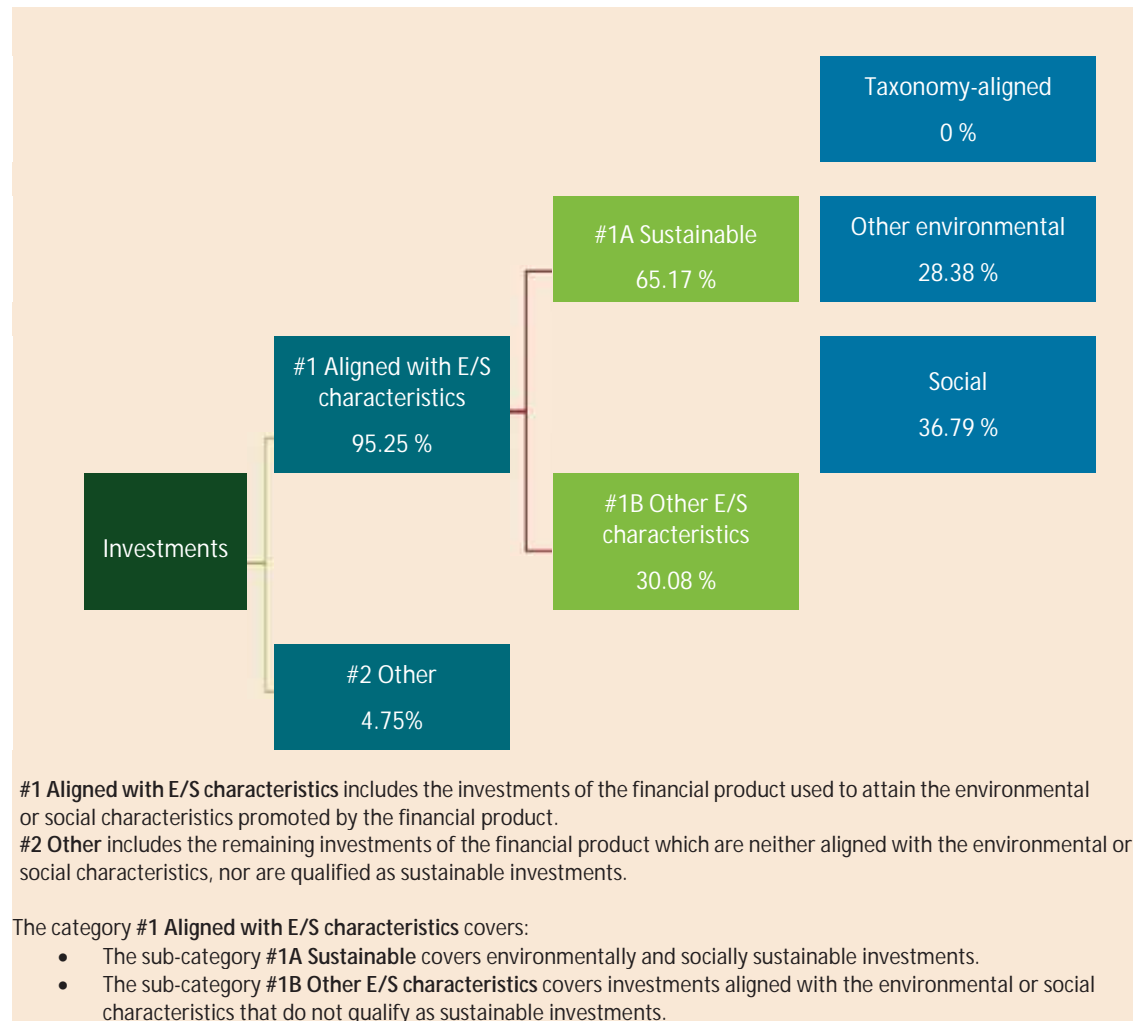 Taxonomy-aligned
0 %
#1A Sustainable
65.17 %
Other environmental
28.38 %
#1 Aligned with E/S
characteristics
95.25 %
Social
36.79 %
Investments
#1B Other E/S
characteristics
30.08 %
#2 Other
4.75%
#1 Aligned with E/S characteristics includes the investments of the financial product used to attain the environmental
or social characteristics promoted by the financial product.
#2 Other includes the remaining investments of the financial product which are neither aligned with the environmental or
social characteristics, nor are qualified as sustainable investments.
The category #1 Aligned with E/S characteristics covers:
• The sub-category #1A Sustainable covers environmentally and socially sustainable investments.
• The sub-category #1B Other E/S characteristics covers investments aligned with the environmental or social
characteristics that do not qualify as sustainable investments.